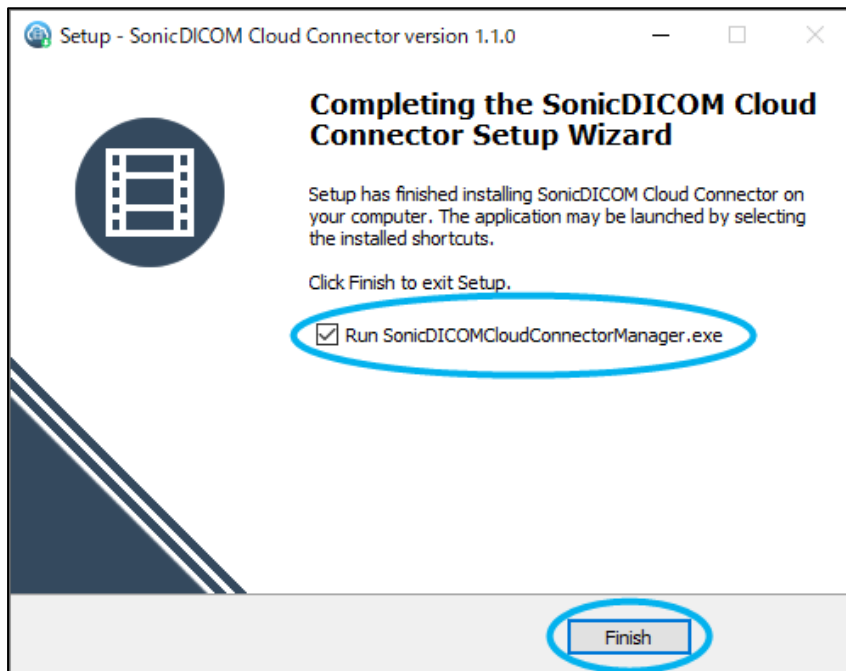 Setup - SonicDICOM Cloud Connector version 1.1.0
Completing the SonicDICOM Cloud
Connector Setup Wizard
Setup has finished installing SonicDICOM Cloud Connector on
your computer. The application may be launched by selecting
the installed shortcuts.
Click Finish to exit Setup.
Run SonicDICOMCloudConnectorManager.exe
Finish